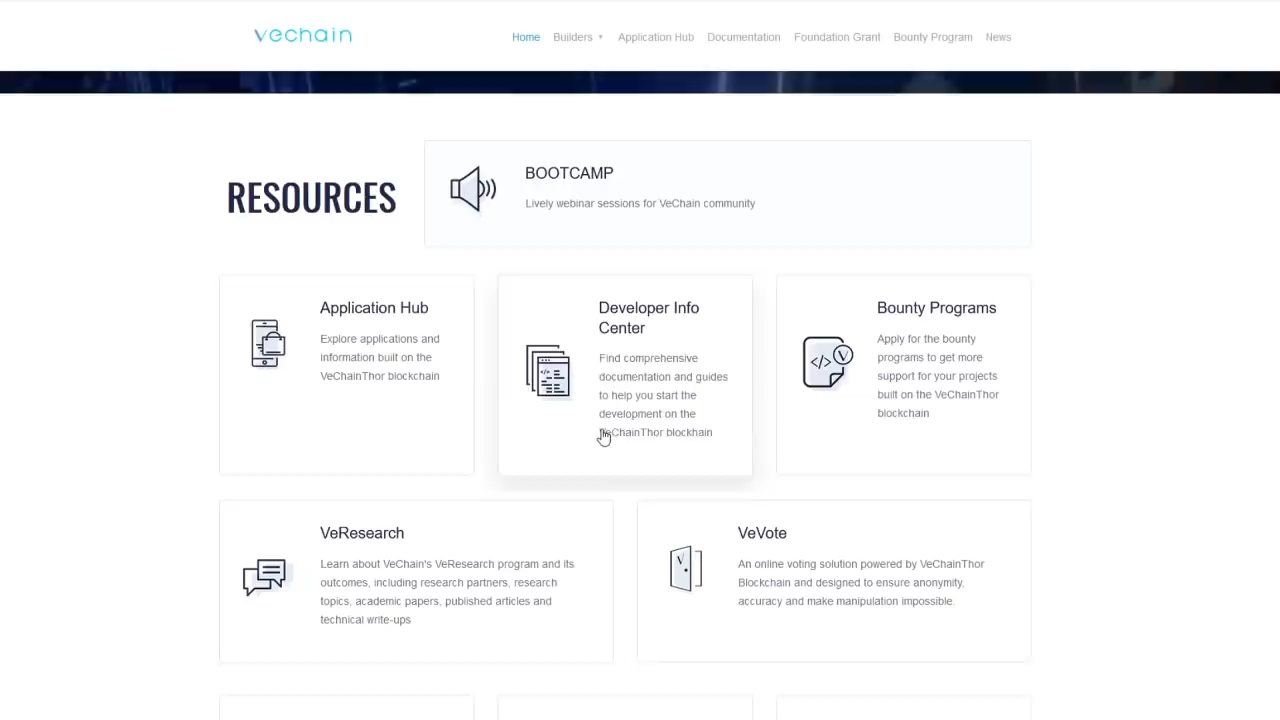 vechain
Home Builders Application Hub Documentation Foundation Grant Bounty Program News
RESOURCES
BOOTCAMP
Lively webinar sessions for VeChain community
Application Hub
Explore applications and
information built on the
VeChainThor blockchain
Developer Info
Center
Find comprehensive
documentation and guides
to help you start the
development on the
VeChainThor blockhain
Bounty Programs
Apply for the bounty
programs to get more
support for your projects
built on the VeChainThor
blockchain
VeResearch
Learn about VeChain's VeResearch program and its
outcomes, including research partners, research
topics, academic papers, published articles and
technical write-ups
VeVote
An online voting solution powered by VeChainThor
Blockchain and designed to ensure anonymity,
accuracy and make manipulation impossible.